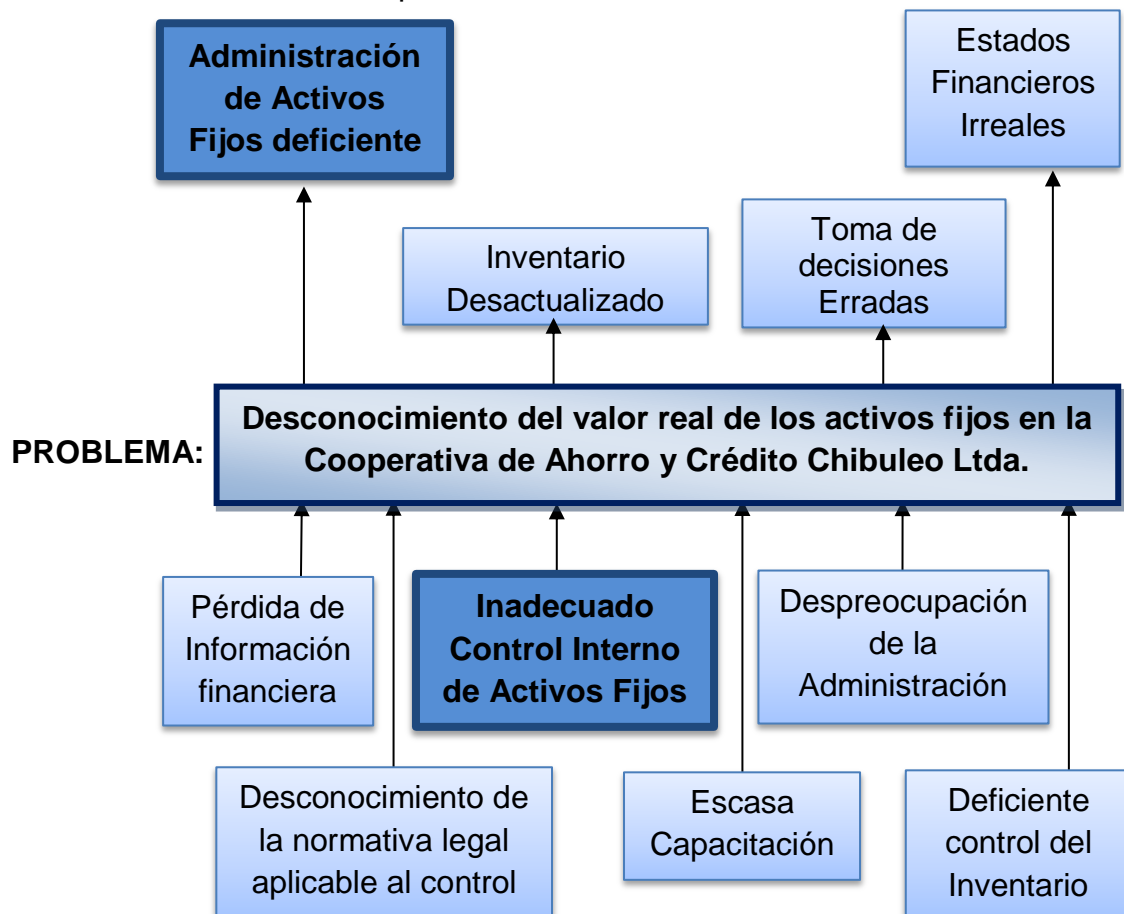 Administración
de Activos
Fijos deficiente
Estados
Financieros
Irreales
Inventario
Desactualizado
Toma de
decisiones
Erradas
PROBLEMA:
Desconocimiento del valor real de los activos fijos en la
Cooperativa de Ahorro y Crédito Chibuleo Ltda.
Pérdida de
Información
financiera
Inadecuado
Control Interno
de Activos Fijos
Despreocupación
de la
Administración
Desconocimiento de
la normativa legal
aplicable al control
Escasa
Capacitación
Deficiente
control del
Inventario